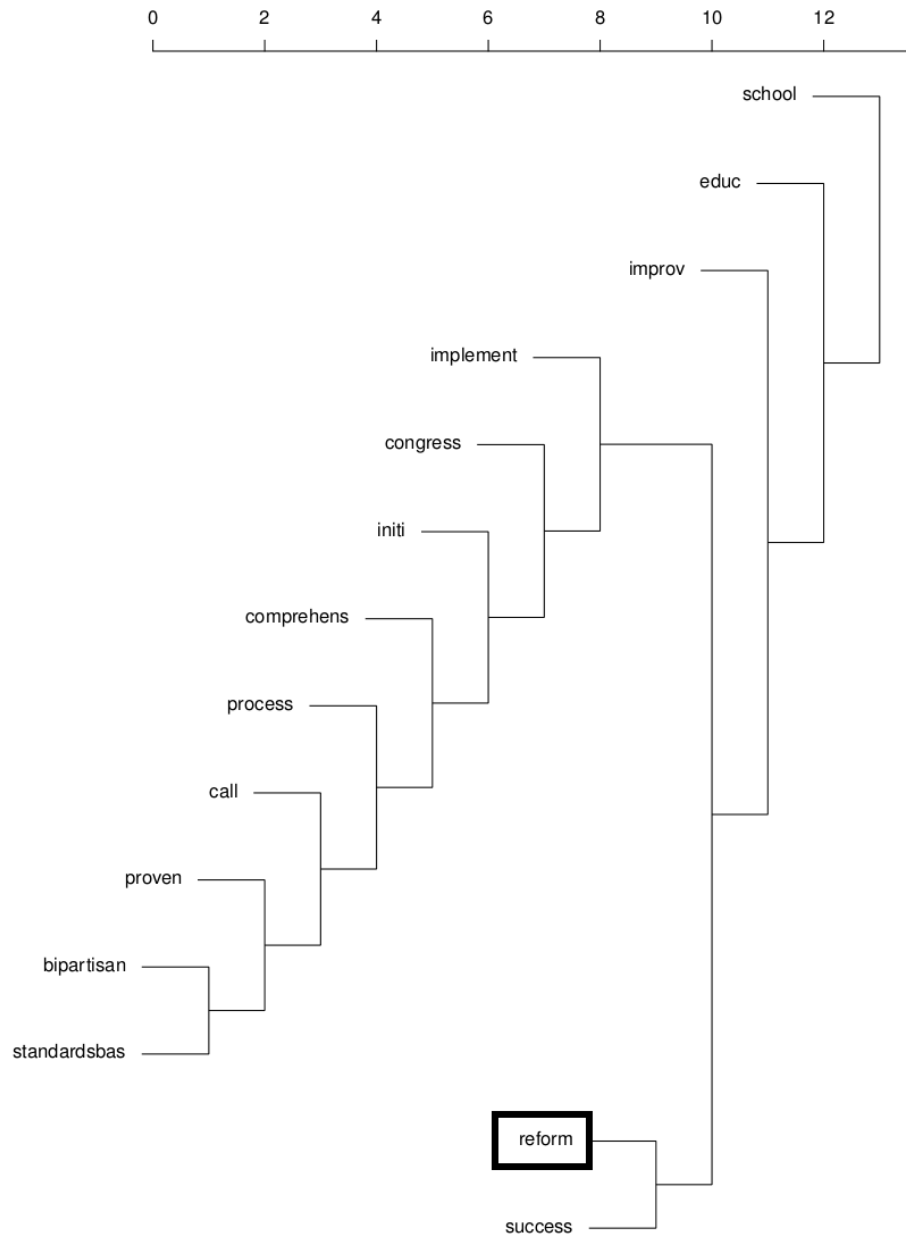 0 2 4 6 8 10 12
school
educ
improv
implement
congress
initi
comprehens
process
call
proven
bipartisan
standardsbas
reform
success